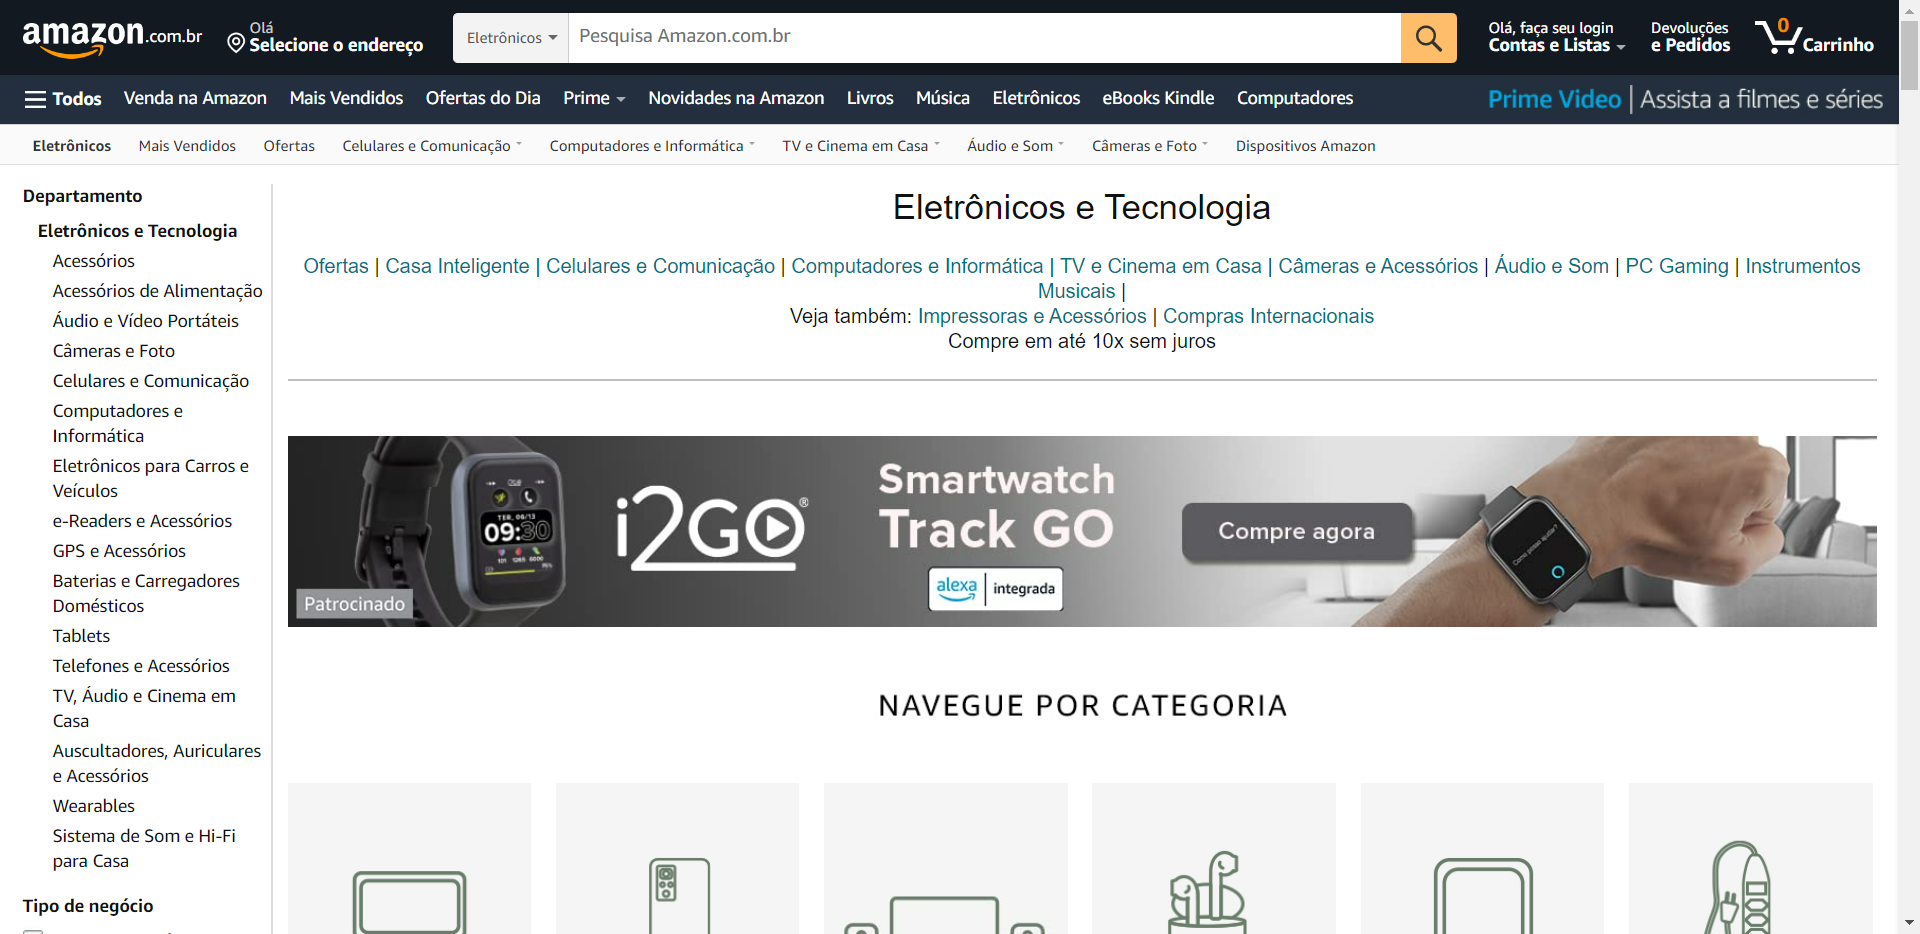 amazon.com.br
Olá
Selecione o endereço
Eletrônicos
Pesquisa Amazon.com.br
Olá, faça seu login
Contas e Listas
Devoluções
e Pedidos
0
Carrinho
Todos
Venda na Amazon
Mais Vendidos
Ofertas do Dia
Prime
Novidades na Amazon
Livros
Música
Eletrônicos
eBooks Kindle
Computadores
Prime Video | Assista a filmes e séries
Eletrônicos
Mais Vendidos
Ofertas
Celulares e Comunicação
Computadores e Informática
TV e Cinema em Casa
Áudio e Som
Câmeras e Foto
Dispositivos Amazon
Departamento
Eletrônicos e Tecnologia
Acessórios
Acessórios de Alimentação
Áudio e Vídeo Portáteis
Câmeras e Foto
Celulares e Comunicação
Computadores e
Informática
Eletrônicos para Carros e
Veículos
e-Readers e Acessórios
GPS e Acessórios
Baterias e Carregadores
Domésticos
Tablets
Telefones e Acessórios
TV, Áudio e Cinema em
Casa
Auscultadores, Auriculares
e Acessórios
Wearables
Sistema de Som e Hi-Fi
para Casa
Tipo de negócio
Eletrônicos e Tecnologia
Ofertas | Casa Inteligente | Celulares e Comunicação | Computadores e Informática | TV e Cinema em Casa | Câmeras e Acessórios | Áudio e Som | PC Gaming | Instrumentos
Musicais |
Veja também: Impressoras e Acessórios | Compras Internacionais
Compre em até 10x sem juros
TER, 06/13
09:30
Patrocinado
i2GO®
Smartwatch
Track GO
alexa | integrada
Compre agora
Como posso ajudar?
NAVEGUE POR CATEGORIA